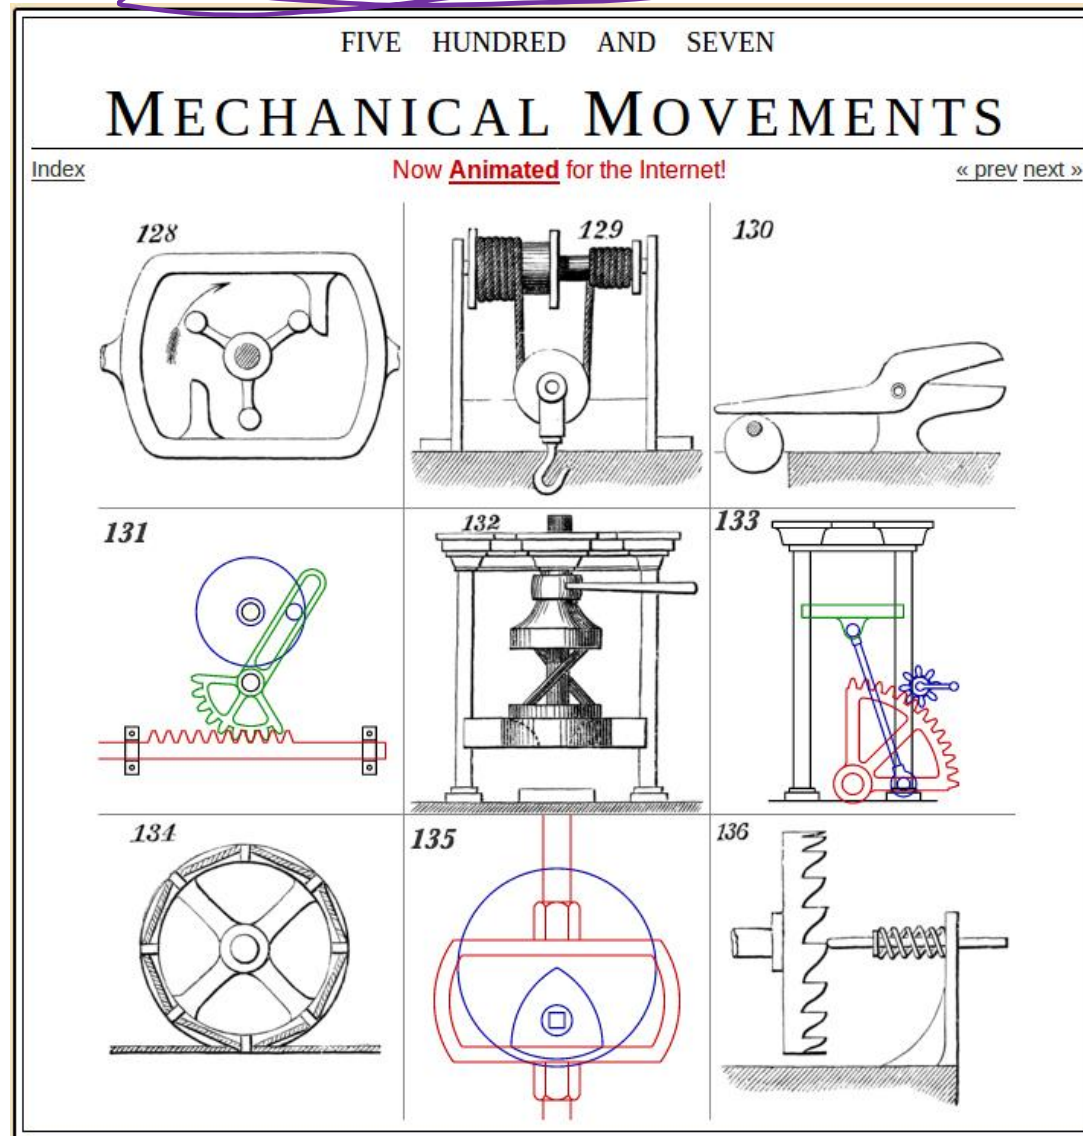 FIVE HUNDRED AND SEVEN
MECHANICAL MOVEMENTS
Index
Now Animated for the Internet!
« prev next »
128
129
130
131
132
133
134
135
136